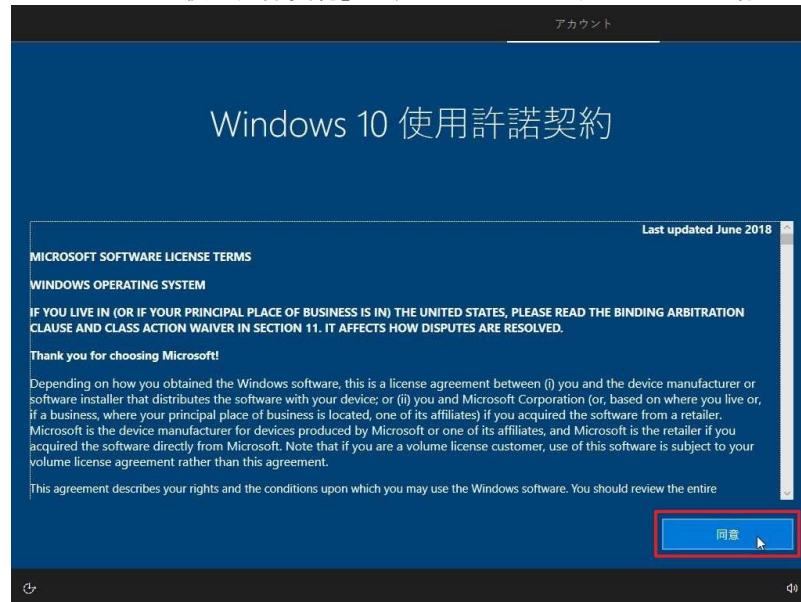 アカウント
Windows 10 使用許諾契約
Last updated June 2018
MICROSOFT SOFTWARE LICENSE TERMS
WINDOWS OPERATING SYSTEM
IF YOU LIVE IN (OR IF YOUR PRINCIPAL PLACE OF BUSINESS IS IN) THE UNITED STATES, PLEASE READ THE BINDING ARBITRATION
CLAUSE AND CLASS ACTION WAIVER IN SECTION 11. IT AFFECTS HOW DISPUTES ARE RESOLVED.
Thank you for choosing Microsoft!
Depending on how you obtained the Windows software, this is a license agreement between (i) you and the device manufacturer or
software installer that distributes the software with your device; or (ii) you and Microsoft Corporation (or, based on where you live or,
if a business, where your principal place of business is located, one of its affiliates) if you acquired the software from a retailer.
Microsoft is the device manufacturer for devices produced by Microsoft or one of its affiliates, and Microsoft is the retailer if you
acquired the software directly from Microsoft. Note that if you are a volume license customer, use of this software is subject to your
volume license agreement rather than this agreement.
This agreement describes your rights and the conditions upon which you may use the Windows software. You should review the entire
同意